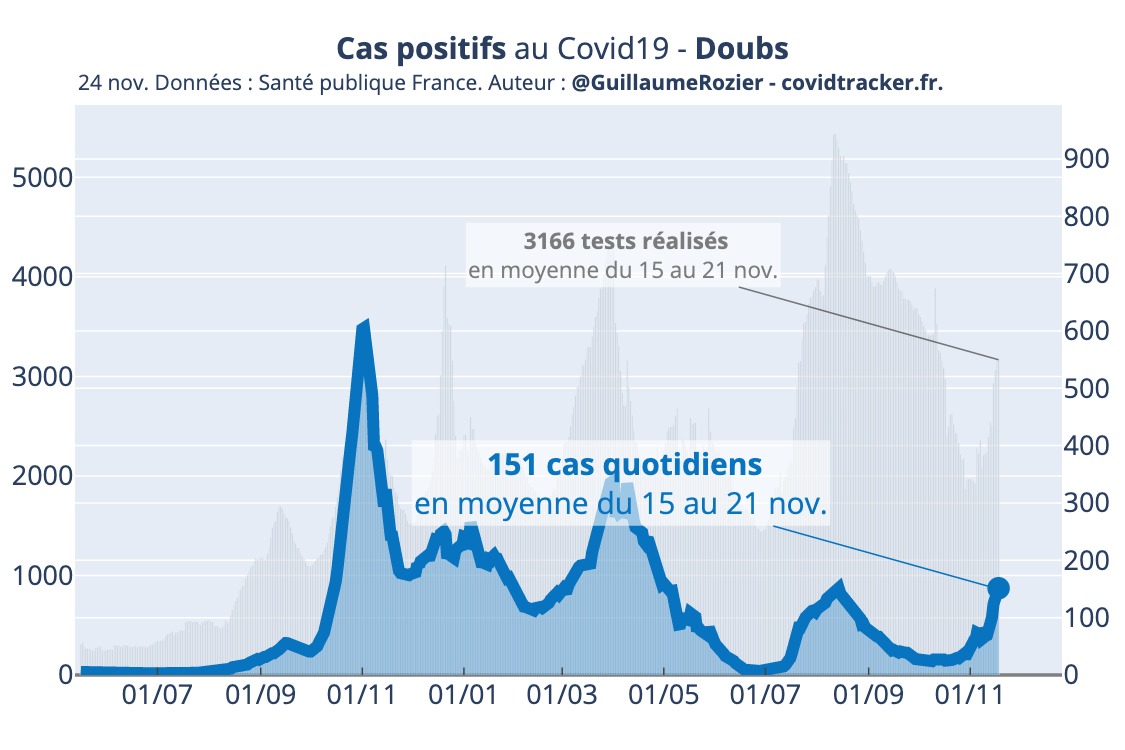 Cas positifs au Covid19 - Doubs
24 nov. Données : Santé publique France. Auteur : @GuillaumeRozier - covidtracker.fr.
5000
4000
3000
2000
1000
0
900
800
700
600
500
400
300
200
100
0
3166 tests réalisés
en moyenne du 15 au 21 nov.
151 cas quotidiens
en moyenne du 15 au 21 nov.
01/07 01/09 01/11 01/01 01/03 01/05 01/07 01/09 01/11